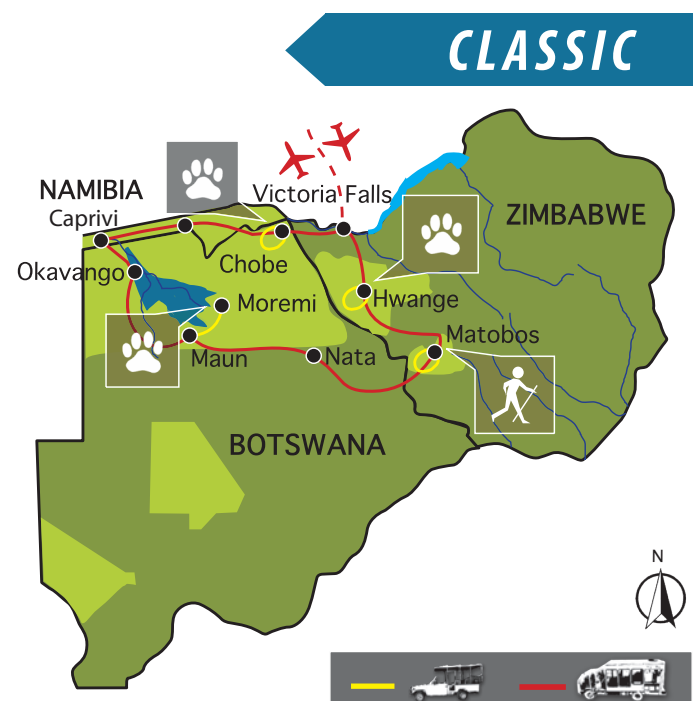 CLASSIC
NAMIBIA
Victoria Falls
ZIMBABWE
Caprivi
Chobe
Okavango
Hwange
Moremi
Matobos
Maun
Nata
BOTSWANA
N